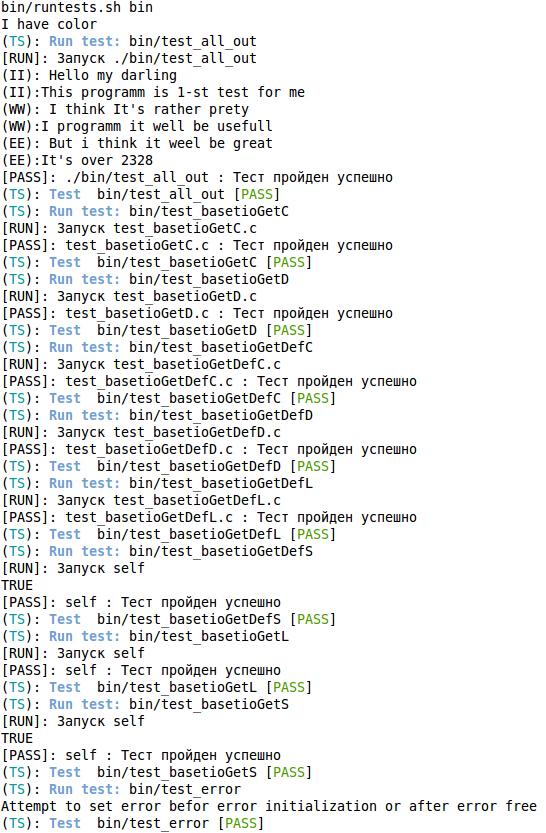 bin/runtests.sh bin
I have color
(TS): Run test: bin/test_all_out
[RUN]: Запуск ./bin/test_all_out
(II): Hello my darling
(II):This programm is 1-st test for me
(WW): I think It's rather prety
(WW):I programm it well be usefull
(EE): But i think it weel be great
(EE):It's over 2328
[PASS]: ./bin/test_all_out : Тест пройден успешно
(TS): Test  bin/test_all_out [PASS]
(TS): Run test: bin/test_basetioGetC
[RUN]: Запуск test_basetioGetC.c
[PASS]: test_basetioGetC.c : Тест пройден успешно
(TS): Test  bin/test_basetioGetC [PASS]
(TS): Run test: bin/test_basetioGetD
[RUN]: Запуск test_basetioGetD.c
[PASS]: test_basetioGetD.c : Тест пройден успешно
(TS): Test  bin/test_basetioGetD [PASS]
(TS): Run test: bin/test_basetioGetDefC
[RUN]: Запуск test_basetioGetDefC.c
[PASS]: test_basetioGetDefC.c : Тест пройден успешно
(TS): Test  bin/test_basetioGetDefC [PASS]
(TS): Run test: bin/test_basetioGetDefD
[RUN]: Запуск test_basetioGetDefD.c
[PASS]: test_basetioGetDefD.c : Тест пройден успешно
(TS): Test  bin/test_basetioGetDefD [PASS]
(TS): Run test: bin/test_basetioGetDefL
[RUN]: Запуск test_basetioGetDefL.c
[PASS]: test_basetioGetDefL.c : Тест пройден успешно
(TS): Test  bin/test_basetioGetDefL [PASS]
(TS): Run test: bin/test_basetioGetDefS
[RUN]: Запуск self
TRUE
[PASS]: self : Тест пройден успешно
(TS): Test  bin/test_basetioGetDefS [PASS]
(TS): Run test: bin/test_basetioGetL
[RUN]: Запуск self
[PASS]: self : Тест пройден успешно
(TS): Test  bin/test_basetioGetL [PASS]
(TS): Run test: bin/test_basetioGetS
[RUN]: Запуск self
TRUE
[PASS]: self : Тест пройден успешно
(TS): Test  bin/test_basetioGetS [PASS]
(TS): Run test: bin/test_error
Attempt to set error befor error initialization or after error free
(TS): Test  bin/test_error [PASS]